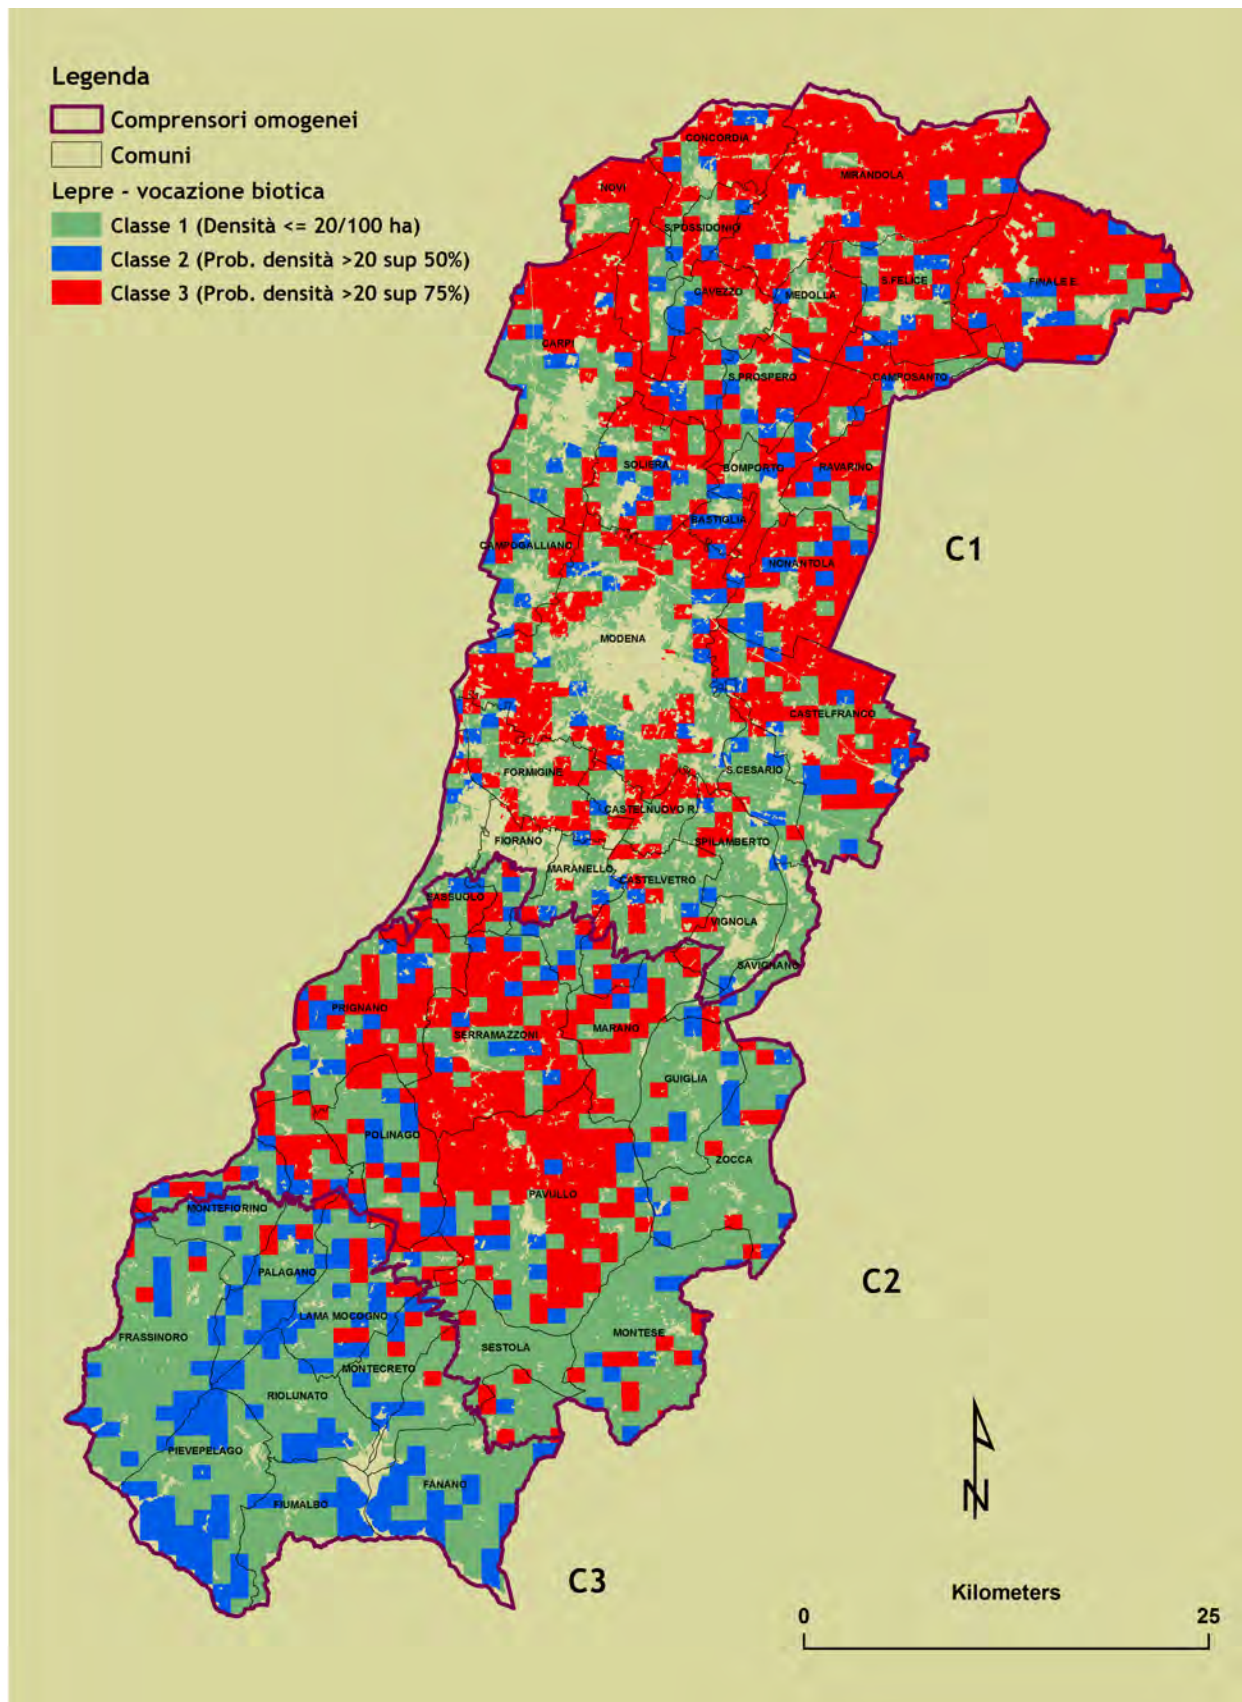 Legenda
Comprensori omogenei
Comuni
Lepre - vocazione biotica
Classe 1 (Densità <= 20/100 ha)
Classe 2 (Prob. densità >20 sup 50%)
Classe 3 (Prob. densità >20 sup 75%)
CONCORDIA
MIRANDOLA
NOVI
S.POSSIDONIO
S.FELICE
FINALE E.
CAVEZZO
MEDOLLA
CARPI
S.PROSPERO
CAMPOSANTO
SOLIERA
BOMPORTO
RAVARINO
BASTIGLIA
CAMPOGALLIANO
C1
NONANTOLA
MODENA
CASTELFRANCO
FORMIGINE
S.CESARIO
CASTELNUOVO R.
FIORANO
SPILAMBERTO
MARANELLO
CASTELVETRO
SASSUOLO
VIGNOLA
SAVIGNANO
PRIGNANO
SERRAMAZZONI
MARANO
GUIGLIA
POLINAGO
ZOCCA
PAVULLO
MONTEFIORINO
PALAGANO
C2
LAMA MOCOGNO
FRASSINORO
MONTESE
SESTOLA
MONTECRETO
RIOLUNATO
PIEVEPELAGO
FANANO
FIUMALBO
N
C3
Kilometers
0 25